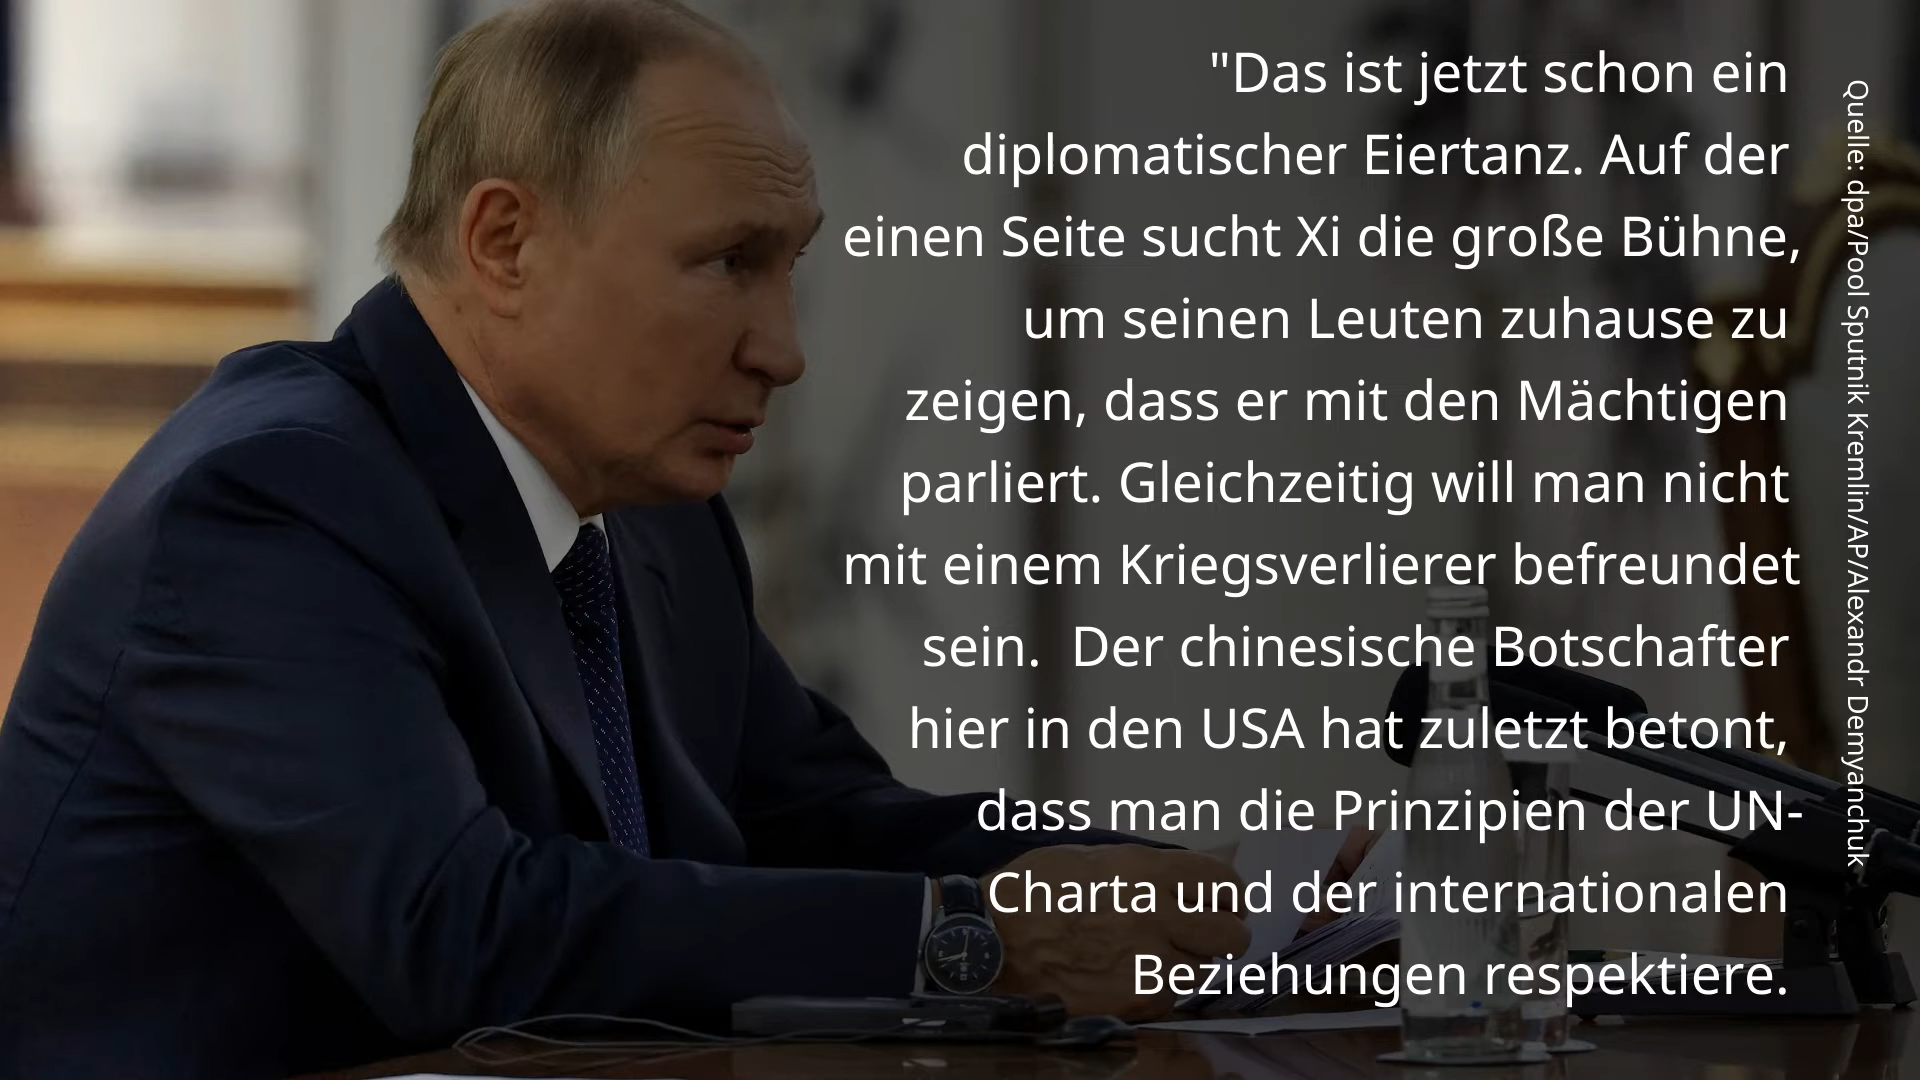 "Das ist jetzt schon ein
diplomatischer Eiertanz. Auf der
einen Seite sucht Xi die große Bühne,
um seinen Leuten zuhause zu
zeigen, dass er mit den Mächtigen
parliert. Gleichzeitig will man nicht
mit einem Kriegsverlierer befreundet
sein.  Der chinesische Botschafter
hier in den USA hat zuletzt betont,
dass man die Prinzipien der UN-
Charta und der internationalen
Beziehungen respektiere.
Quelle: dpa/Pool Sputnik Kremlin/AP/Alexandr Demyanchuk